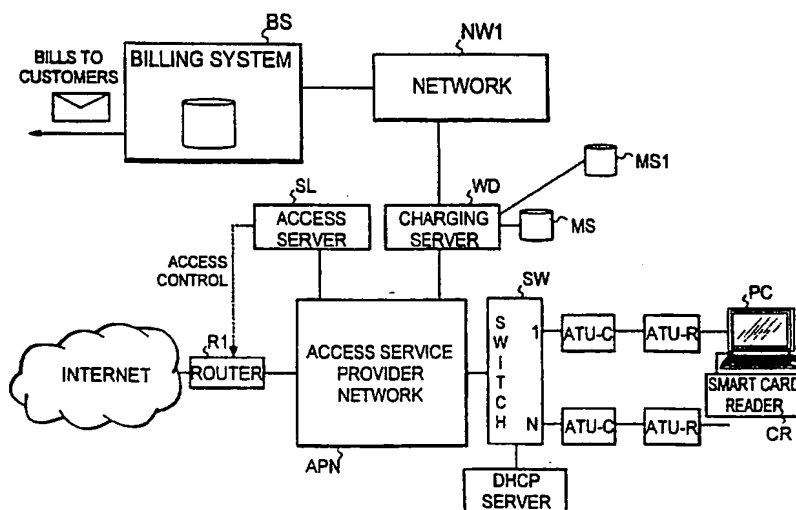 BS
BILLS TO
CUSTOMERS
BILLING SYSTEM
NW1
NETWORK
MS1
SL
ACCESS
SERVER
WD
CHARGING
SERVER
MS
ACCESS
CONTROL
SW
PC
R1
INTERNET
ROUTER
ACCESS SERVICE
PROVIDER
NETWORK
SWITCH
1
ATU-C
ATU-R
SMART CARD
READER
N
ATU-C
ATU-R
CR
APN
DHCP
SERVER